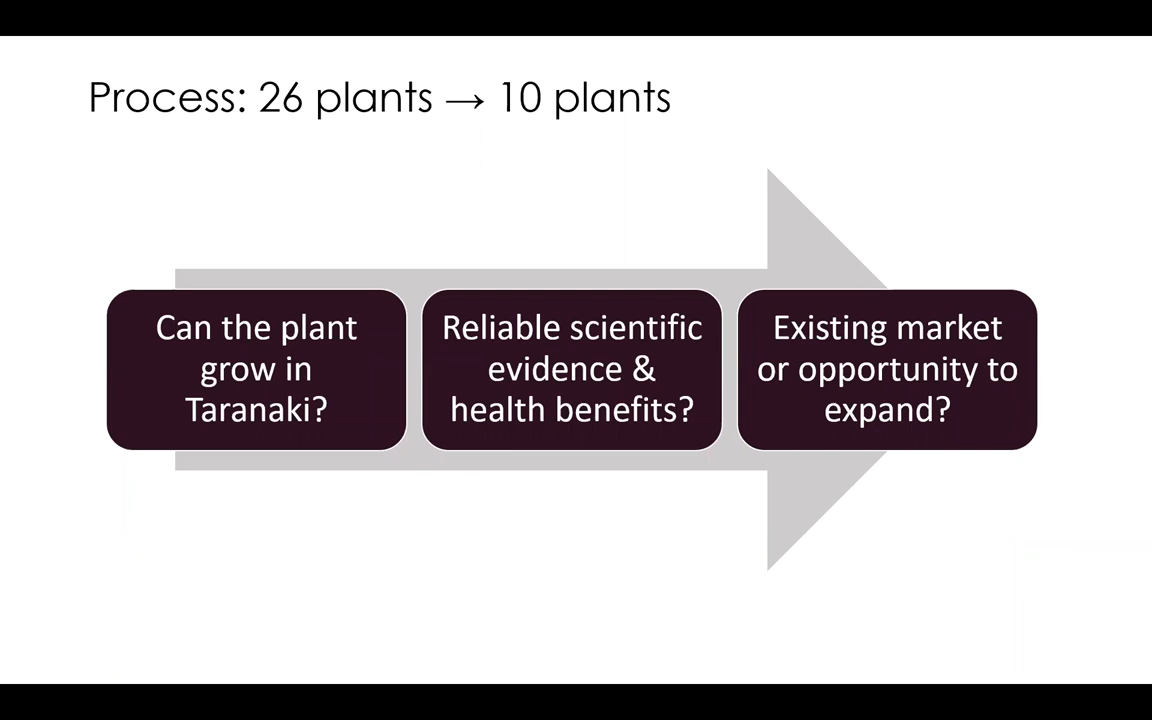 Process: 26 plants → 10 plants
Can the plant
grow in
Taranaki?
Reliable scientific
evidence &
health benefits?
Existing market
or opportunity to
expand?